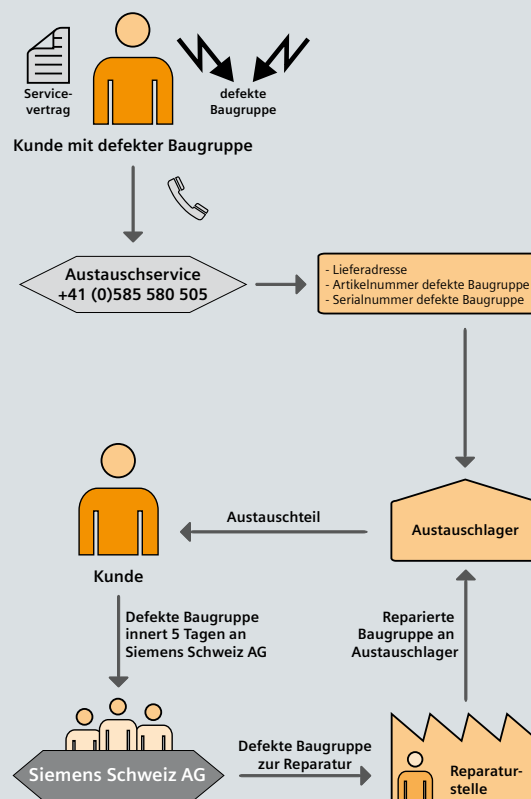 Service-
vertrag
defekte
Baugruppe
Kunde mit defekter Baugruppe
Austauschservice
+41 (0)585 580 505
- Lieferadresse
- Artikelnummer defekte Baugruppe
- Serialnummer defekte Baugruppe
Austauschteil
Austauschlager
Kunde
Defekte Baugruppe
innert 5 Tagen an
Siemens Schweiz AG
Reparierte
Baugruppe an
Austauschlager
Siemens Schweiz AG
Defekte Baugruppe
zur Reparatur
Reparatur-
stelle